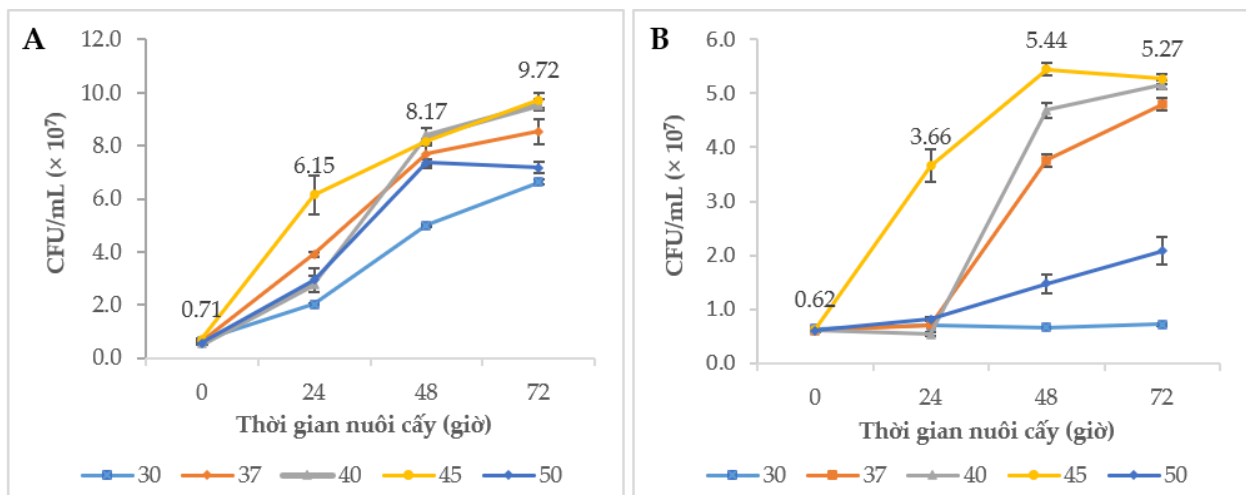 A
CFU/mL (× 10⁷)
12.0
10.0
8.0
6.0
4.0
2.0
0.0
0.71
6.15
8.17
9.72
0 24 48 72
Thời gian nuôi cấy (giờ)
30 37 40 45 50
B
CFU/mL (× 10⁷)
6.0
5.0
4.0
3.0
2.0
1.0
0.0
0.62
3.66
5.44
5.27
0 24 48 72
Thời gian nuôi cấy (giờ)
30 37 40 45 50